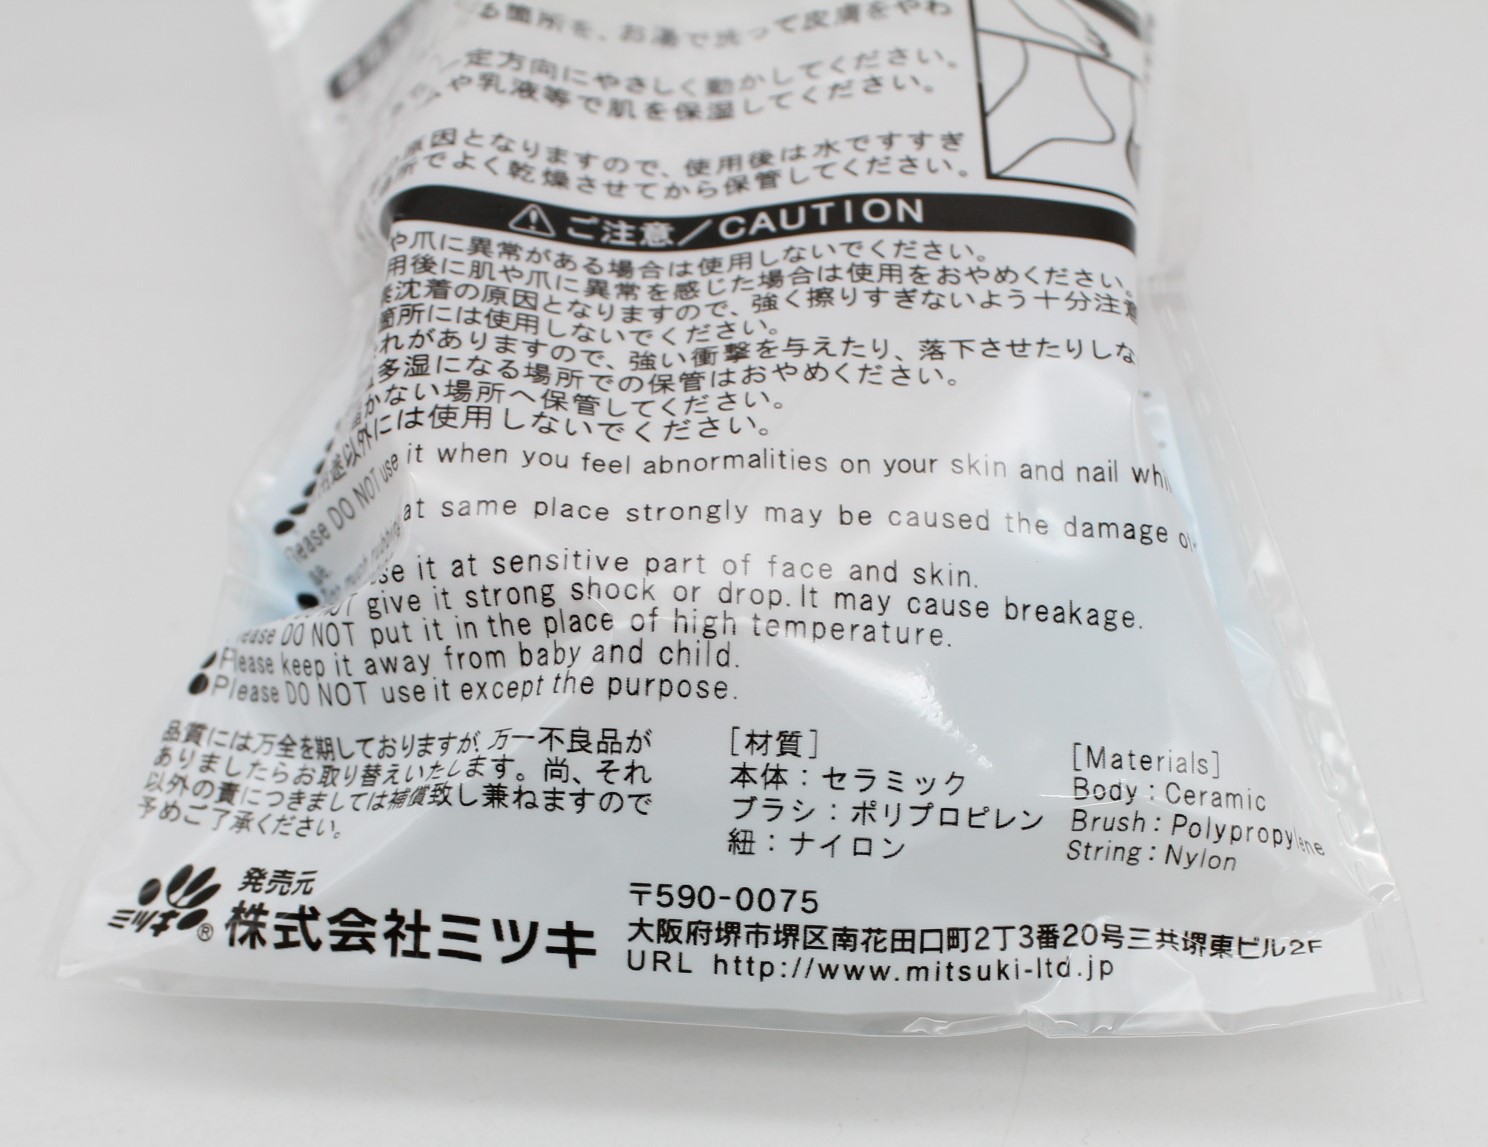 る箇所を、お湯で洗って皮膚をやわ
定方向にやさしく動かしてください。
や乳液等で肌を保湿してください。
原因となりますので、使用後は水ですすぎ
所でよく乾燥させてから保管してください。
ご注意/CAUTION
や爪に異常がある場合は使用しないでください。
用後に肌や爪に異常を感じた場合は使用をおやめください。
沈着の原因となりますので、強く擦りすぎないよう十分注意
箇所には使用しないでください。
れがありますので、強い衝撃を与えたり、落下させたりしな
多湿になる場所での保管はおやめください。
かない場所へ保管してください。
用途以外には使用しないでください。
●Please DO NOT use it when you feel abnormalities on your skin and nail whi
at same place strongly may be caused the damage o
use it at sensitive part of face and skin.
NOT give it strong shock or drop. It may cause breakage.
Please DO NOT put it in the place of high temperature.
●Please keep it away from baby and child.
●Please DO NOT use it except the purpose.
品質には万全を期しておりますが、万一不良品が
ありましたらお取り替えいたします。尚、それ
以外の責につきましては補償致し兼ねますので
予めご了承ください。
[材質]
本体：セラミック
ブラシ：ポリプロピレン
紐：ナイロン
[Materials]
Body：Ceramic
Brush：Polypropylene
String：Nylon
ミツキ®
発売元
株式会社ミツキ
〒590-0075
大阪府堺市堺区南花田口町2丁3番20号三共堺東ビル2F
URL http://www.mitsuki-ltd.jp